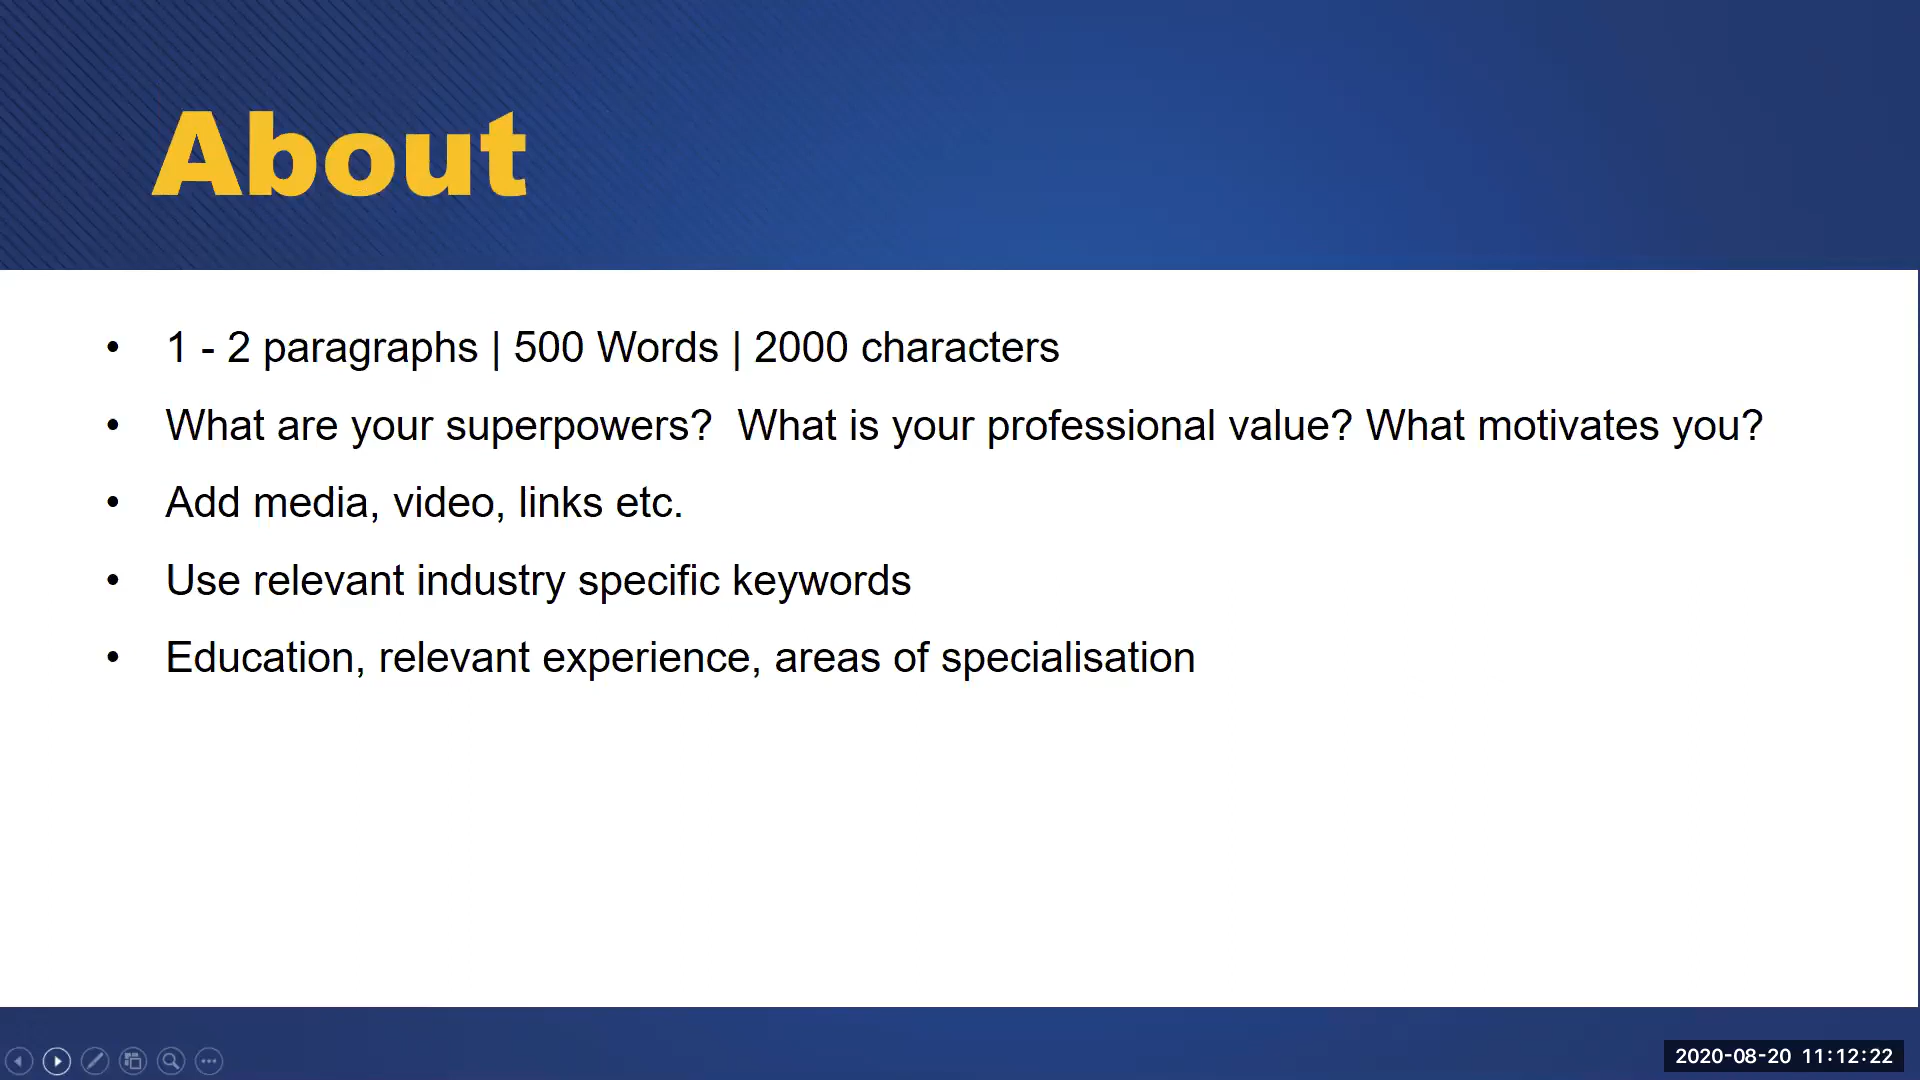 About
• 1 - 2 paragraphs | 500 Words | 2000 characters
• What are your superpowers?  What is your professional value? What motivates you?
• Add media, video, links etc.
• Use relevant industry specific keywords
• Education, relevant experience, areas of specialisation
2020-08-20 11:12:22